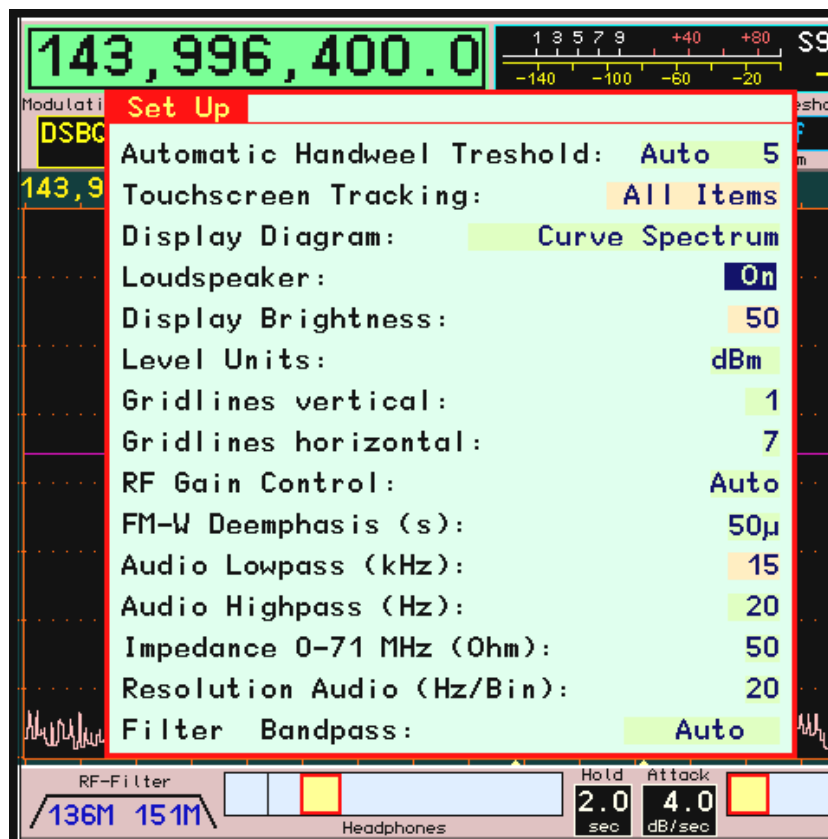 143,996,400.0
1 3 5 7 9 +40 +80 S9
-140 -100 -60 -20
Set Up
DSBQ
143,9
Automatic Handweel Treshold: Auto 5
Touchscreen Tracking: All Items
Display Diagram: Curve Spectrum
Loudspeaker: On
Display Brightness: 50
Level Units: dBm
Gridlines vertical: 1
Gridlines horizontal: 7
RF Gain Control: Auto
FM-W Deemphasis (s): 50µ
Audio Lowpass (kHz): 15
Audio Highpass (Hz): 20
Impedance 0-71 MHz (Ohm): 50
Resolution Audio (Hz/Bin): 20
Filter Bandpass: Auto
RF-Filter
136M 151M
Headphones
Hold Attack
2.0 4.0
sec dB/sec